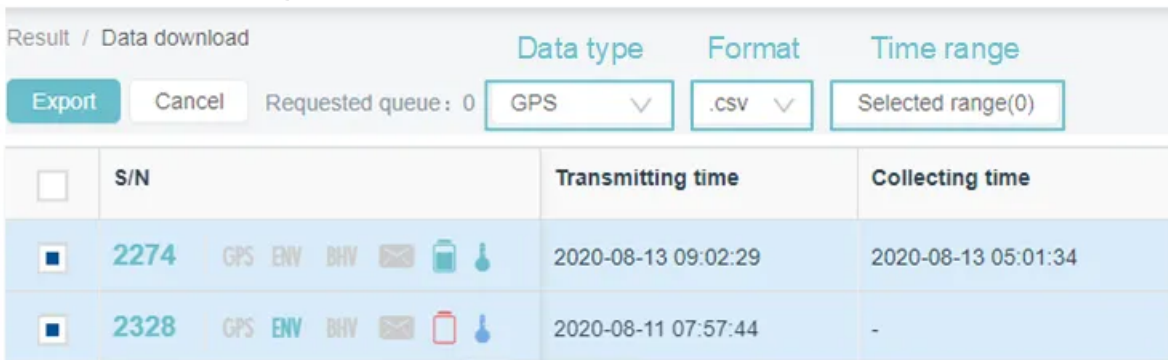 Result / Data download
Data type Format Time range
Export Cancel Requested queue： 0 GPS .csv Selected range(0)
S/N Transmitting time Collecting time
2274 GPS ENV BHV 2020-08-13 09:02:29 2020-08-13 05:01:34
2328 GPS ENV BHV 2020-08-11 07:57:44 -